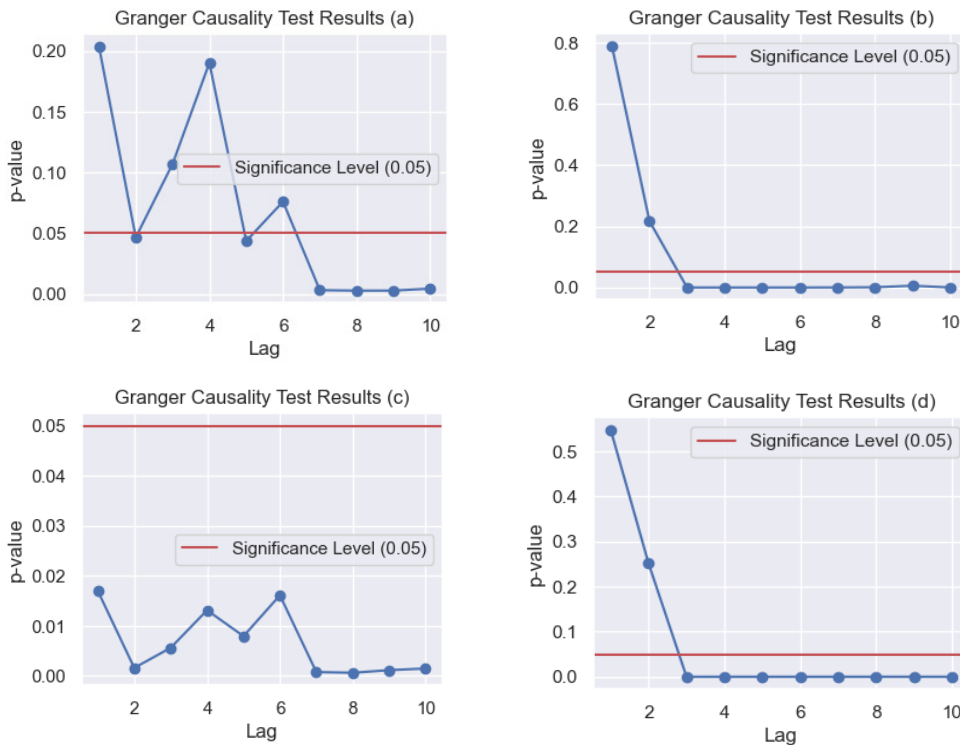 Granger Causality Test Results (a)
p-value
0.20
0.15
0.10
0.05
0.00
Significance Level (0.05)
2 4 6 8 10
Lag
Granger Causality Test Results (b)
p-value
0.8
0.6
0.4
0.2
0.0
Significance Level (0.05)
2 4 6 8 10
Lag
Granger Causality Test Results (c)
p-value
0.05
0.04
0.03
0.02
0.01
0.00
Significance Level (0.05)
2 4 6 8 10
Lag
Granger Causality Test Results (d)
p-value
0.5
0.4
0.3
0.2
0.1
0.0
Significance Level (0.05)
2 4 6 8 10
Lag